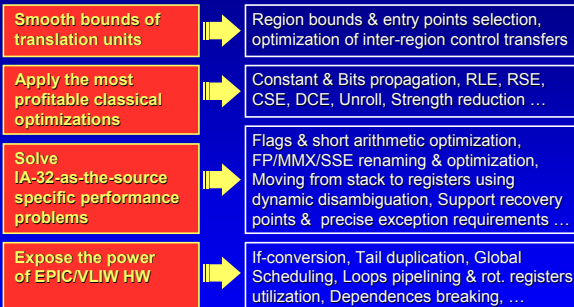 Smooth bounds of
translation units
Region bounds & entry points selection,
optimization of inter-region control transfers
Apply the most
profitable classical
optimizations
Constant & Bits propagation, RLE, RSE,
CSE, DCE, Unroll, Strength reduction …
Solve
IA-32-as-the-source
specific performance
problems
Flags & short arithmetic optimization,
FP/MMX/SSE renaming & optimization,
Moving from stack to registers using
dynamic disambiguation, Support recovery
points & precise exception requirements …
Expose the power
of EPIC/VLIW HW
If-conversion, Tail duplication, Global
Scheduling, Loops pipelining & rot. registers
utilization, Dependences breaking, …